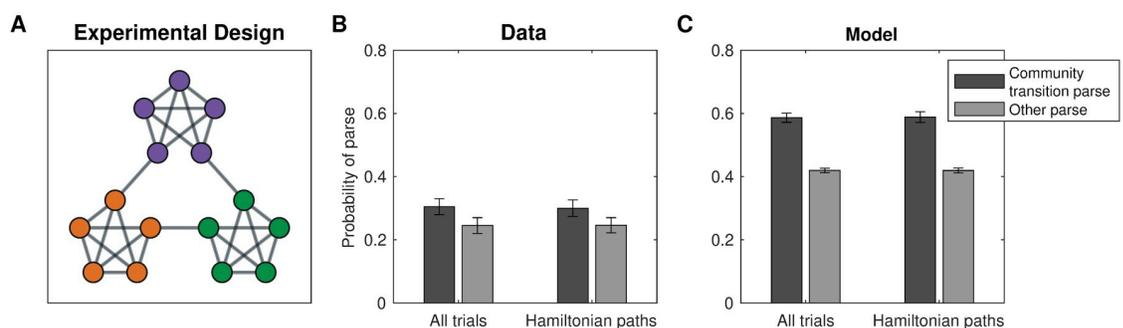 A
Experimental Design
B
Data
Probability of parse
0.8
0.6
0.4
0.2
0
All trials
Hamiltonian paths
C
Model
0.8
0.6
0.4
0.2
0
All trials
Hamiltonian paths
Community
transition parse
Other parse